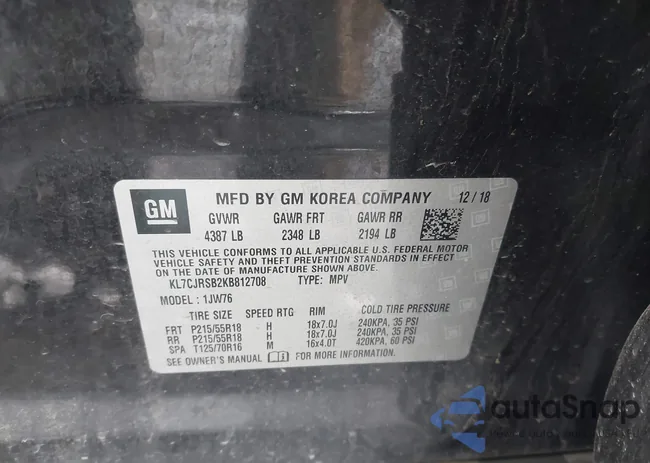 GM
MFD BY GM KOREA COMPANY 12/18
GVWR GAWR FRT GAWR RR
4387 LB 2348 LB 2194 LB
THIS VEHICLE CONFORMS TO ALL APPLICABLE U.S. FEDERAL MOTOR
VEHICLE SAFETY AND THEFT PREVENTION STANDARDS IN EFFECT
ON THE DATE OF MANUFACTURE SHOWN ABOVE.
KL7CJRSB2KB812708 TYPE: MPV
MODEL : 1JW76
TIRE SIZE SPEED RTG RIM COLD TIRE PRESSURE
FRT P215/55R18 H 18x7.0J 240KPA, 35 PSI
RR P215/55R18 H 18x7.0J 240KPA, 35 PSI
SPA T125/70R16 M 16x4.0T 420KPA, 60 PSI
SEE OWNER'S MANUAL FOR MORE INFORMATION.
autoSnap